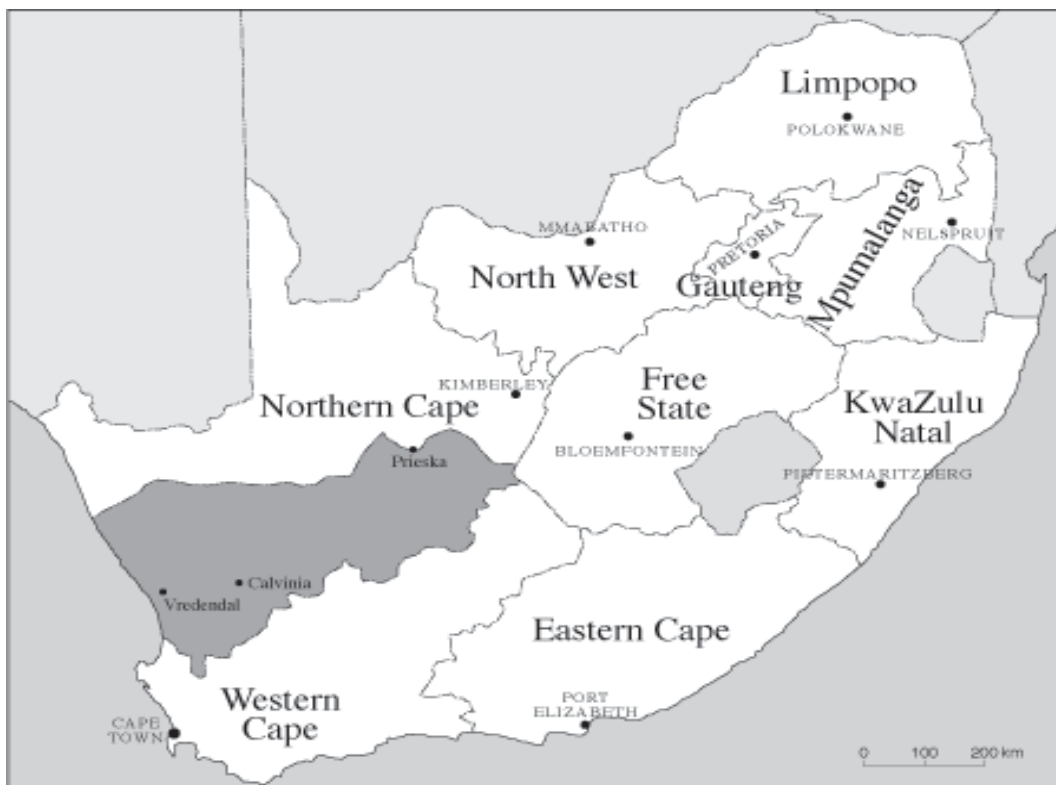 Limpopo
POLOKWANE
MMABATHO
North West
PRETORIA
Gauteng
Mpumalanga
NELSPRUIT
KIMBERLEY
Northern Cape
Free
State
BLOEMFONTEIN
KwaZulu
Natal
PIETERMARITZBERG
Prieska
Calvinia
Vredendal
Eastern Cape
Western
Cape
PORT
ELIZABETH
CAPE
TOWN
0 100 200 km